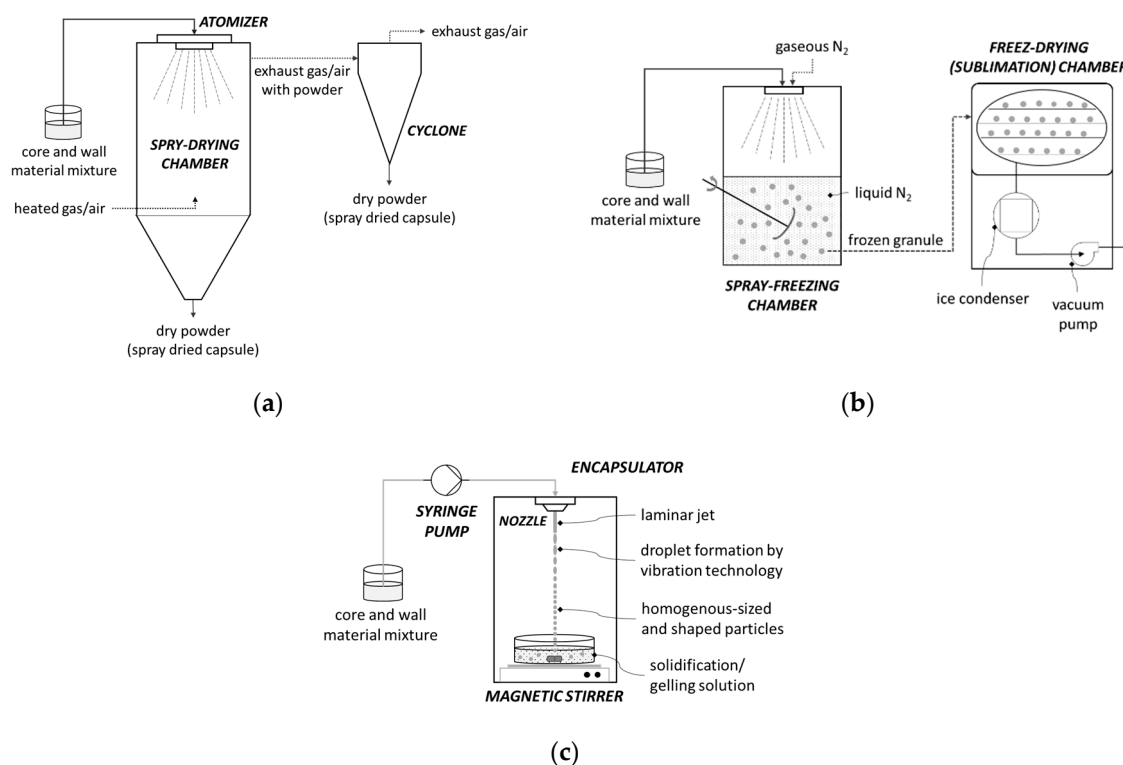 ATOMIZER
exhaust gas/air
exhaust gas/air
with powder
CYCLONE
SPRY-DRYING
CHAMBER
core and wall
material mixture
heated gas/air
dry powder
(spray dried capsule)
dry powder
(spray dried capsule)
(a)
gaseous N₂
FREEZ-DRYING
(SUBLIMATION) CHAMBER
core and wall
material mixture
liquid N₂
frozen granule
SPRAY-FREEZING
CHAMBER
ice condenser
vacuum
pump
(b)
ENCAPSULATOR
SYRINGE
PUMP
NOZZLE
laminar jet
droplet formation by
vibration technology
core and wall
material mixture
homogenous-sized
and shaped particles
solidification/
gelling solution
MAGNETIC STIRRER
(c)